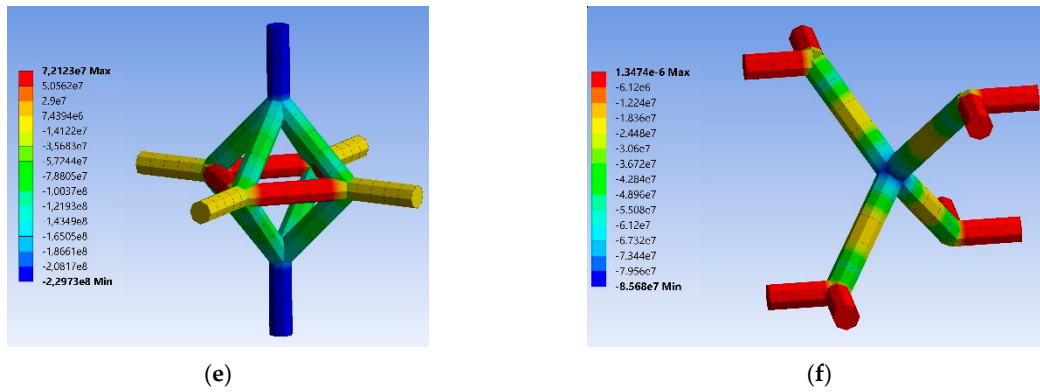 7,2123e7 Max
5,0562e7
2.9e7
7,4394e6
-1,4122e7
-3,5683e7
-5,7244e7
-7,8805e7
-1,0037e8
-1,2193e8
-1,4349e8
-1,6505e8
-1,8661e8
-2,0817e8
-2,2973e8 Min
(e)
1.3474e-6 Max
-6.12e6
-1.224e7
-1.836e7
-2.448e7
-3.06e7
-3.672e7
-4.284e7
-4.896e7
-5.508e7
-6.12e7
-6.732e7
-7.344e7
-7.956e7
-8.568e7 Min
(f)